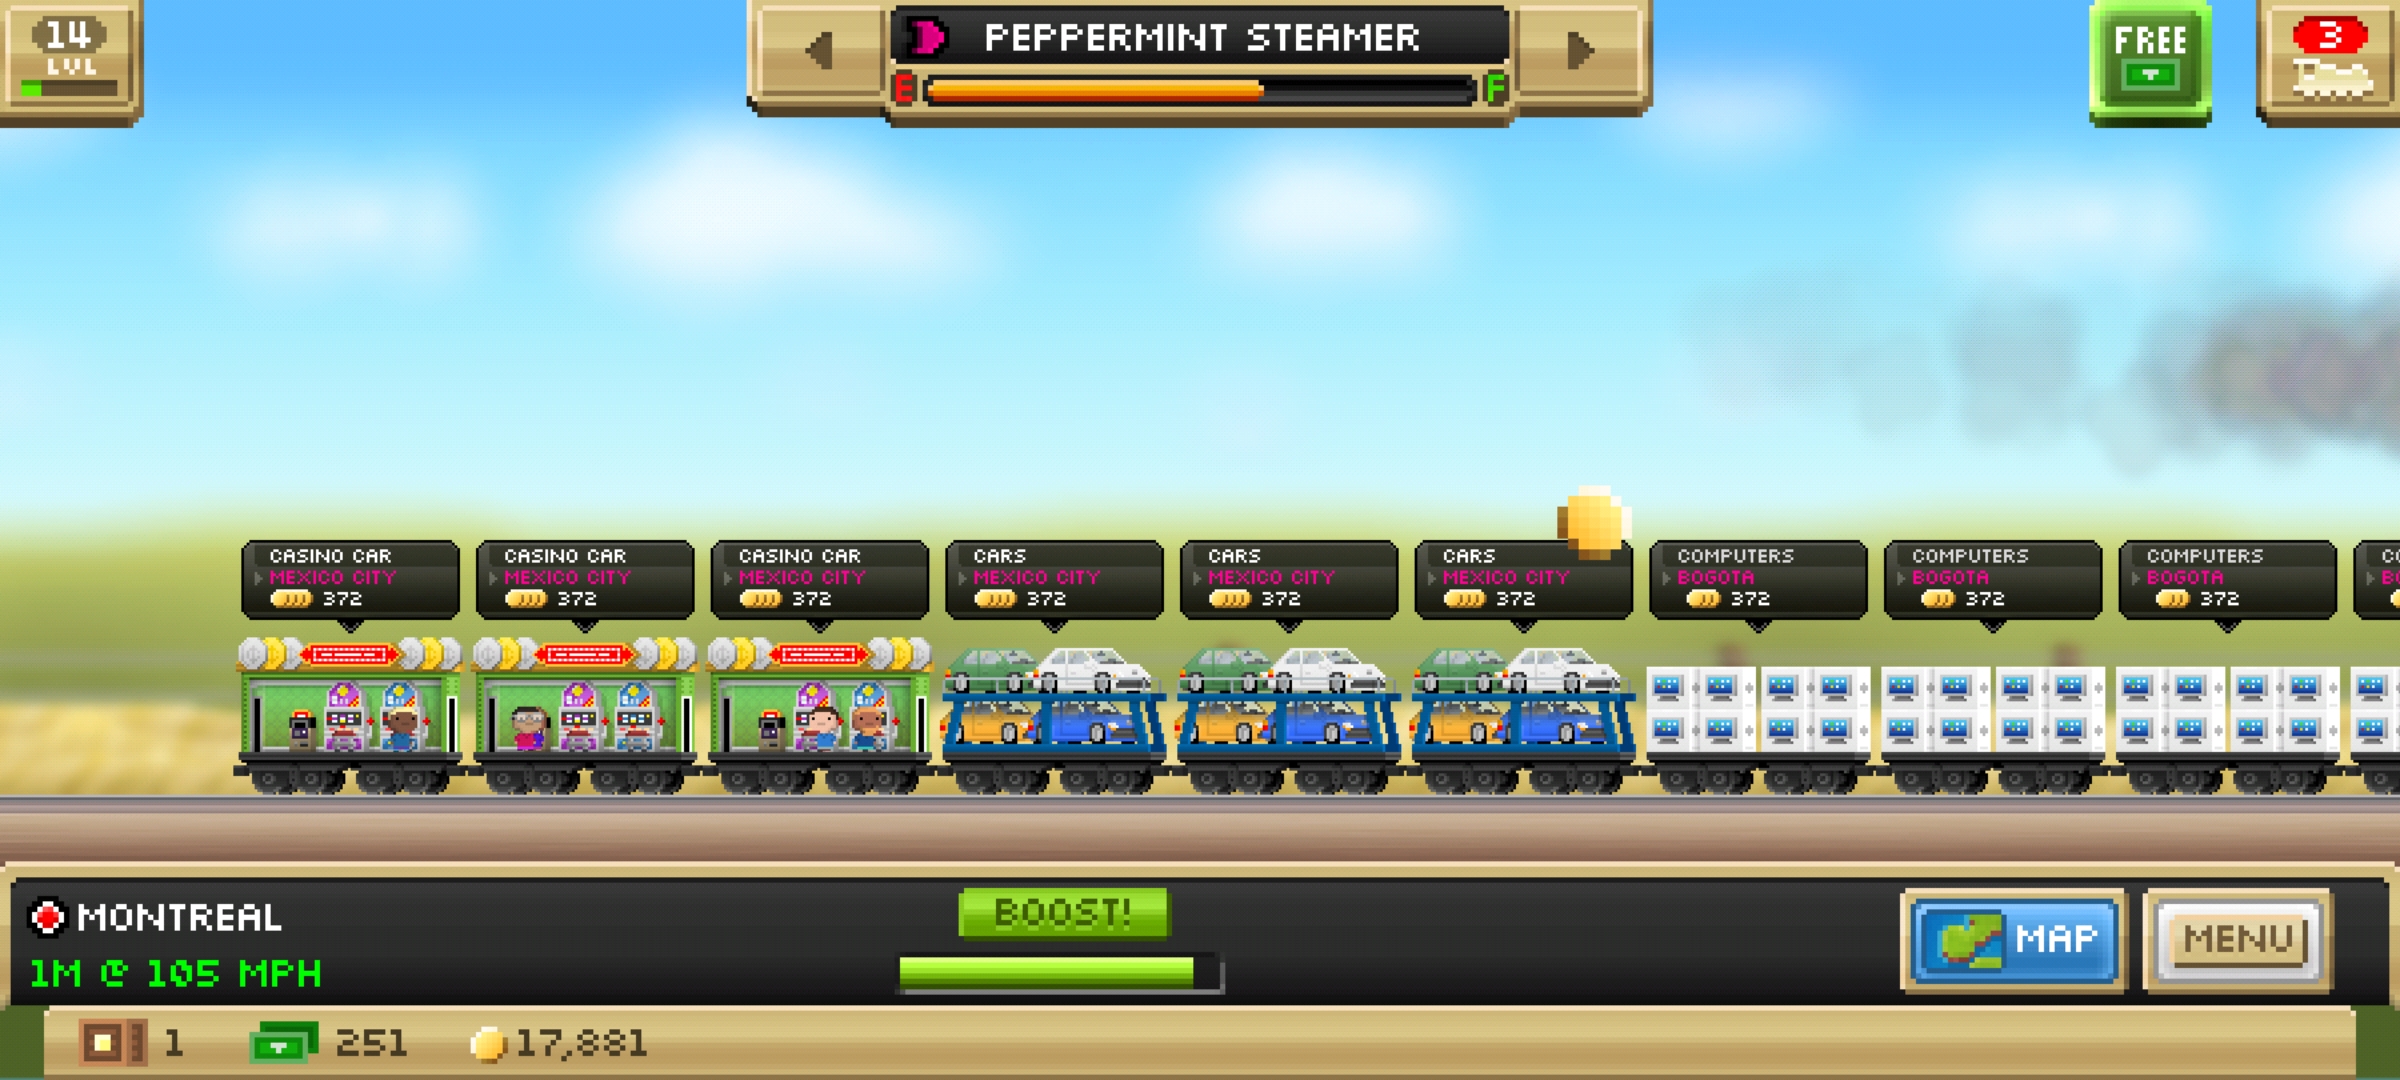 14
LVL
PEPPERMINT STEAMER
E F
FREE
3
CASINO CAR
MEXICO CITY
372
CASINO CAR
MEXICO CITY
372
CASINO CAR
MEXICO CITY
372
CARS
MEXICO CITY
372
CARS
MEXICO CITY
372
CARS
MEXICO CITY
372
COMPUTERS
BOGOTA
372
COMPUTERS
BOGOTA
372
COMPUTERS
BOGOTA
372
MONTREAL
1M @ 105 MPH
BOOST!
MAP
MENU
1
251
17,881